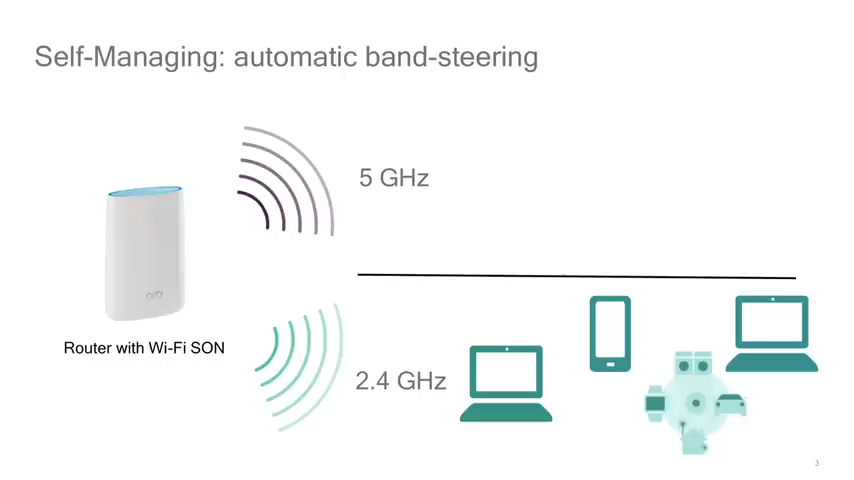 Self-Managing: automatic band-steering
5 GHz
Router with Wi-Fi SON
2.4 GHz
3